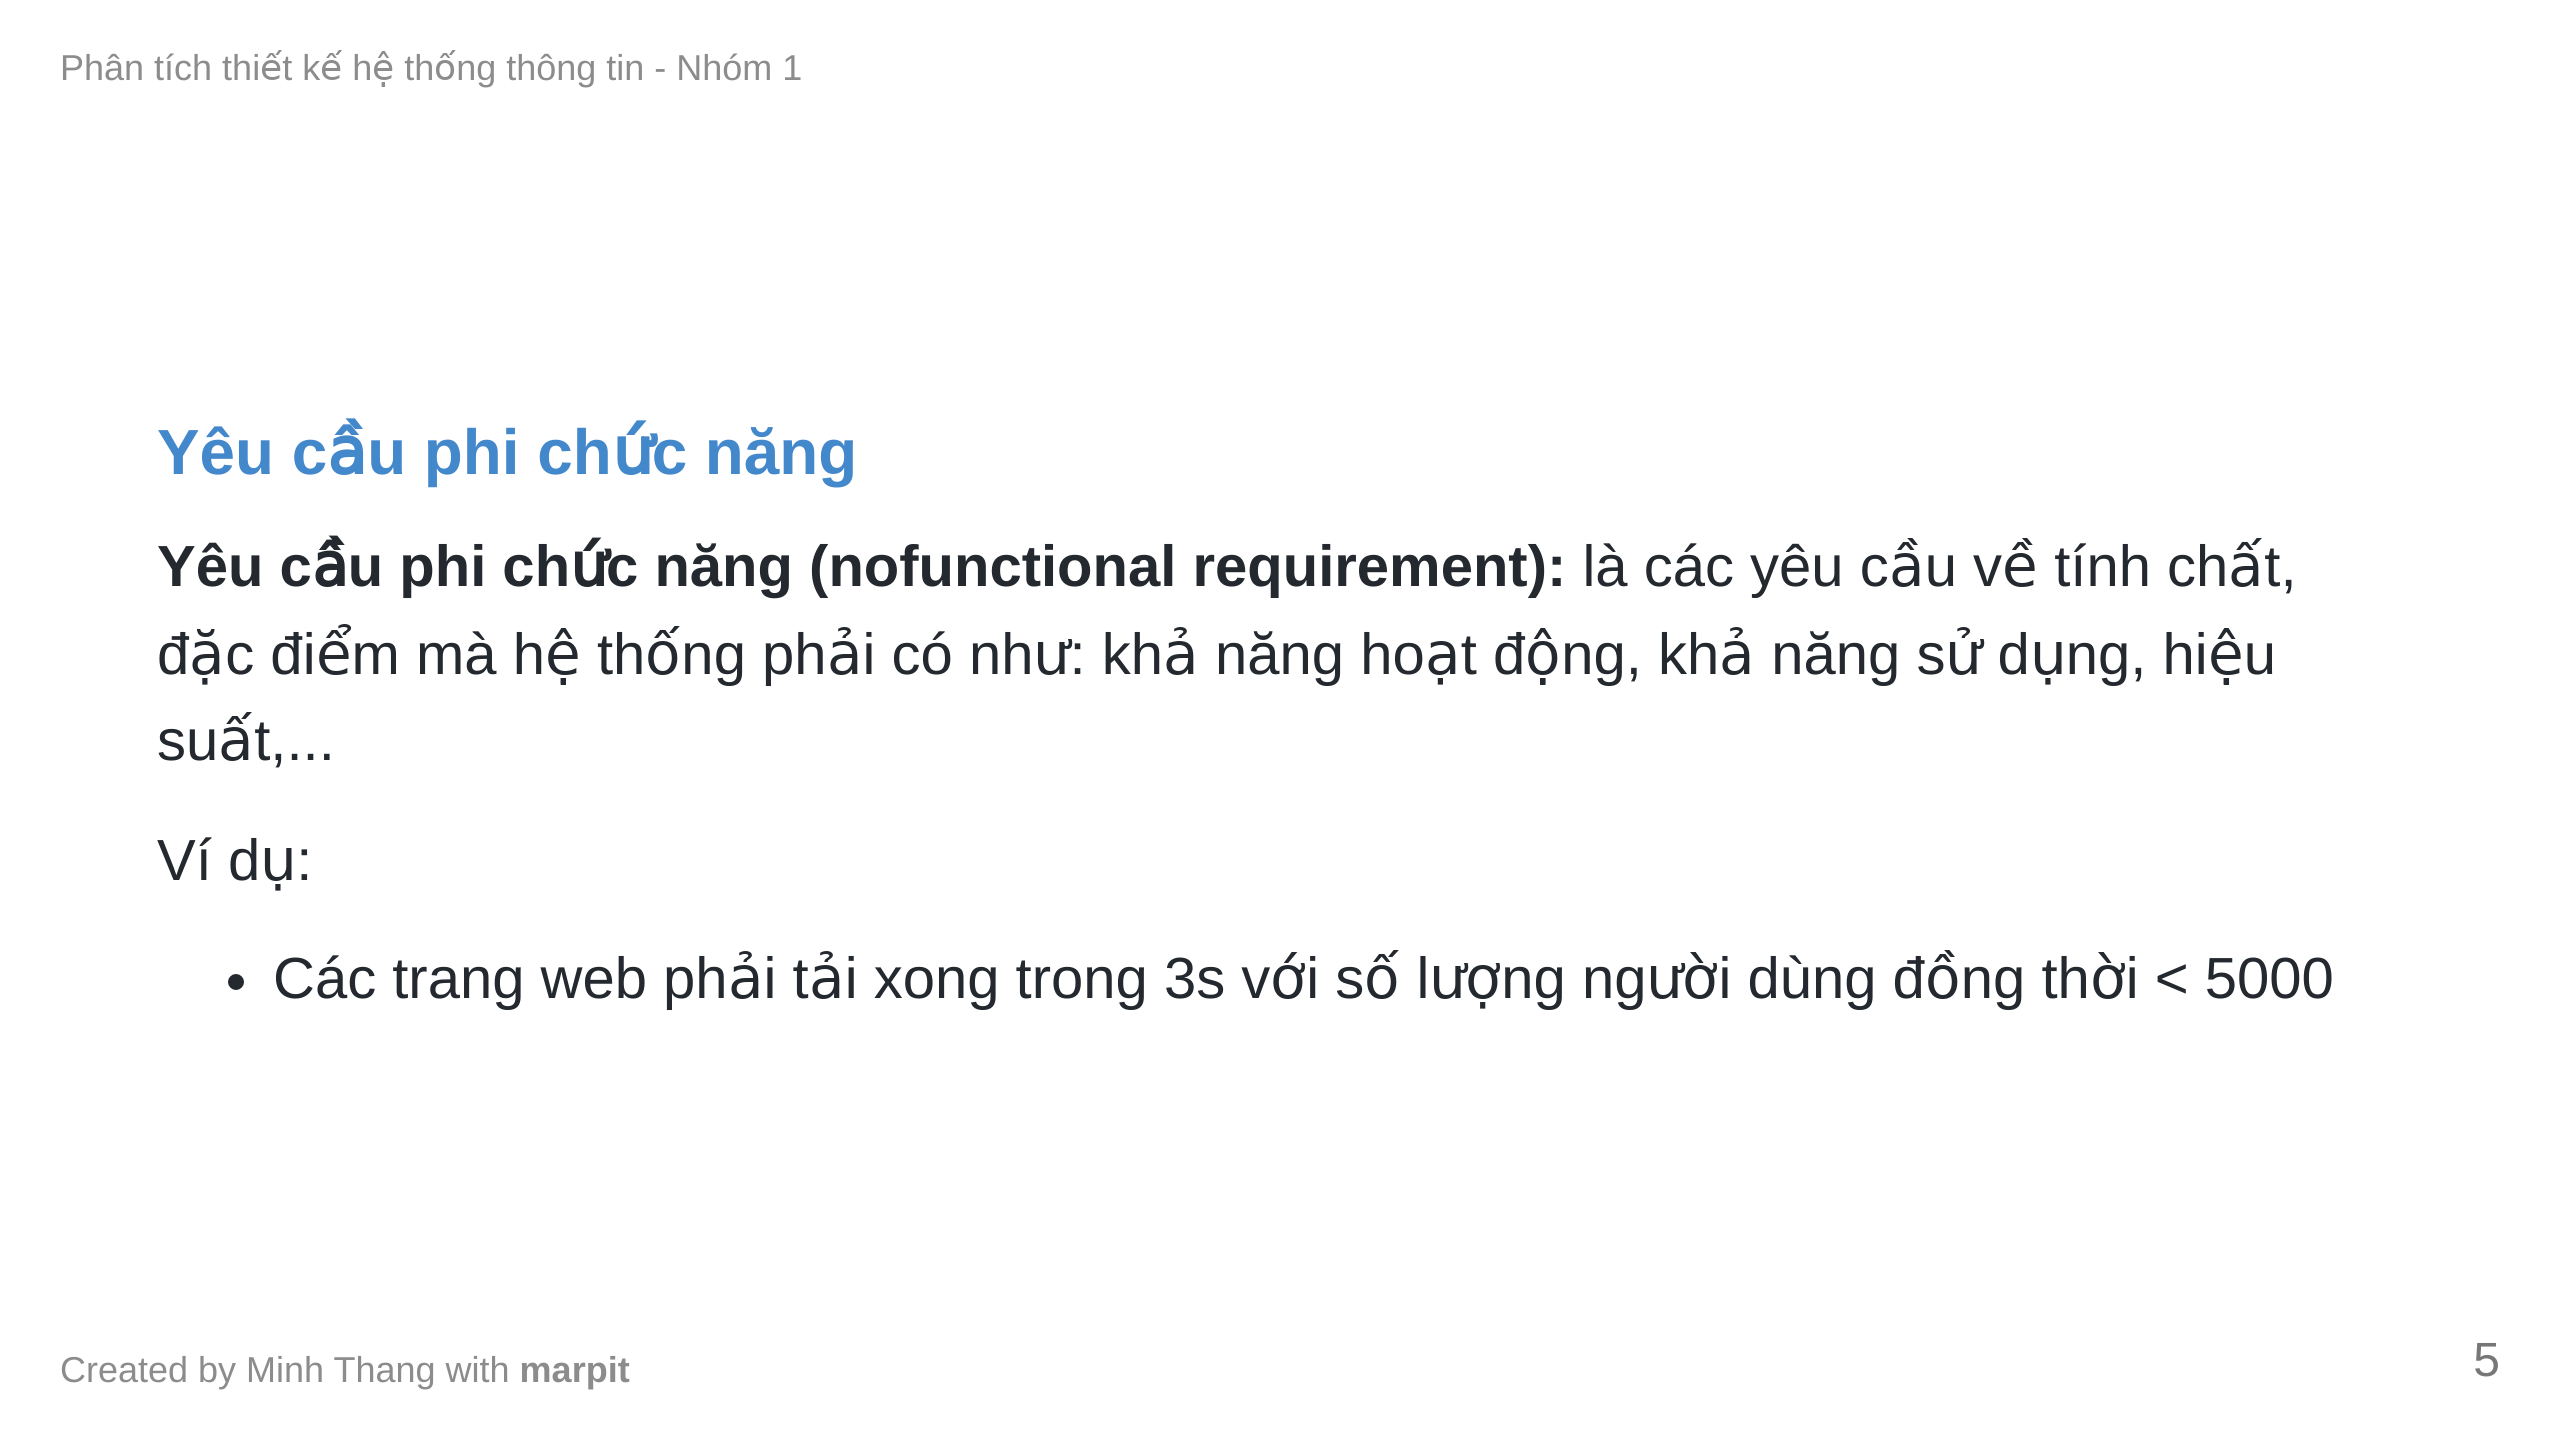 Phân tích thiết kế hệ thống thông tin - Nhóm 1
Yêu cầu phi chức năng
Yêu cầu phi chức năng (nofunctional requirement): là các yêu cầu về tính chất,
đặc điểm mà hệ thống phải có như: khả năng hoạt động, khả năng sử dụng, hiệu
suất,...
Ví dụ:
• Các trang web phải tải xong trong 3s với số lượng người dùng đồng thời < 5000
Created by Minh Thang with marpit
5